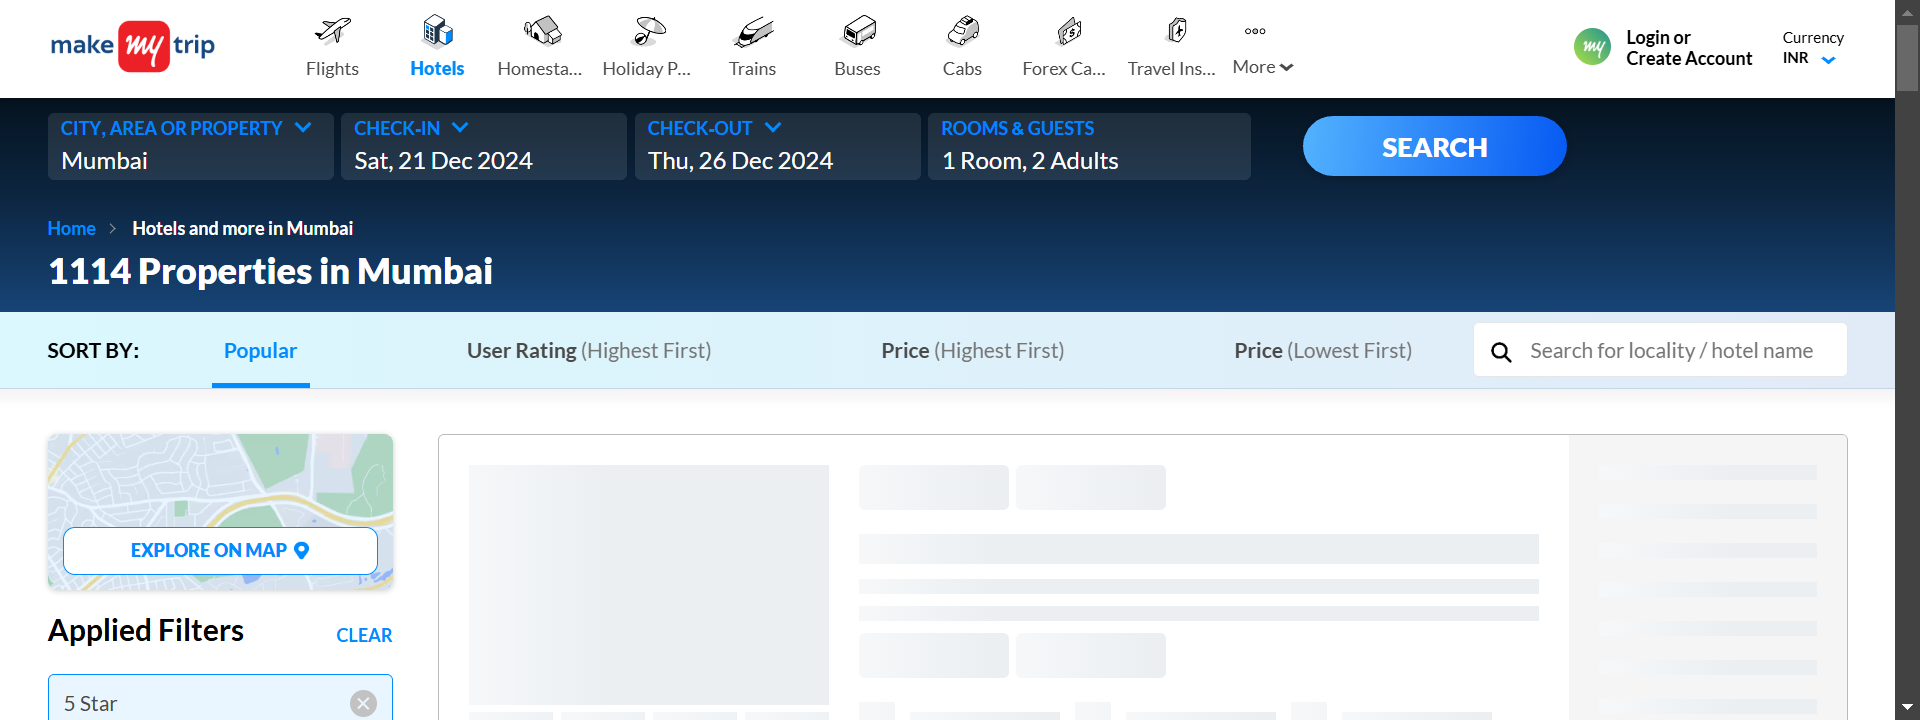 make my trip
Flights
Hotels
Homesta...
Holiday P...
Trains
Buses
Cabs
Forex Ca...
Travel Ins...
More
my
Login or
Create Account
Currency
INR
CITY, AREA OR PROPERTY
Mumbai
CHECK-IN
Sat, 21 Dec 2024
CHECK-OUT
Thu, 26 Dec 2024
ROOMS & GUESTS
1 Room, 2 Adults
SEARCH
Home > Hotels and more in Mumbai
1114 Properties in Mumbai
SORT BY:
Popular
User Rating (Highest First)
Price (Highest First)
Price (Lowest First)
Search for locality / hotel name
EXPLORE ON MAP
Applied Filters
CLEAR
5 Star